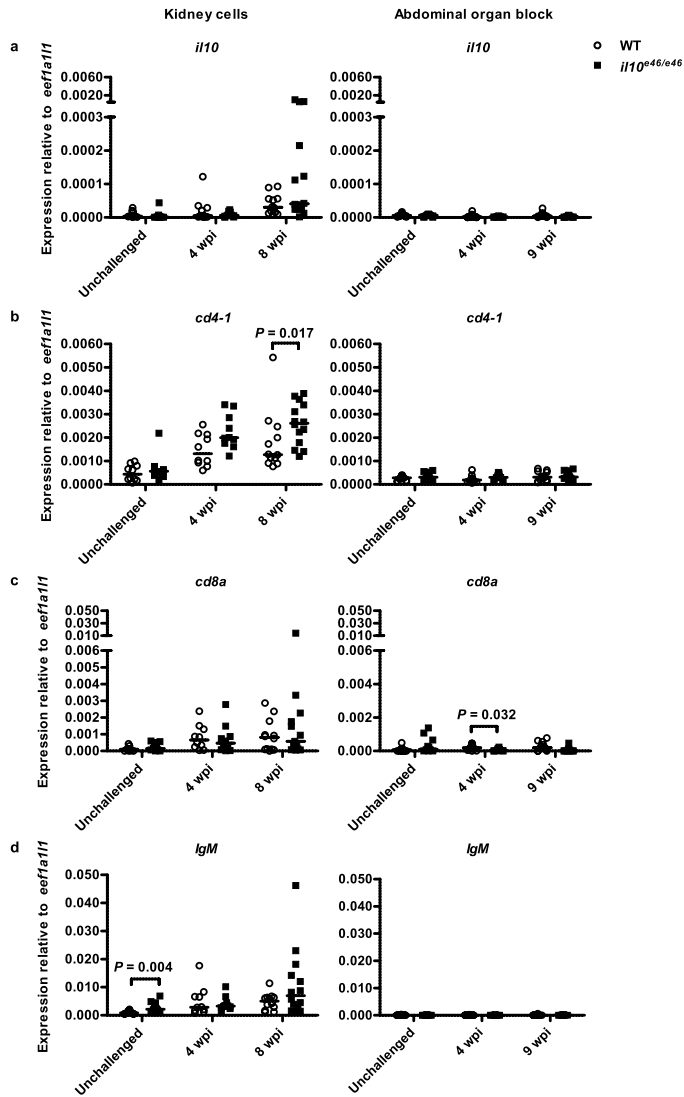 Kidney cells Abdominal organ block
a il10 il10 WT
il10e46/e46
Expression relative to eef1a1l1
0.0060
0.0020
0.0003
0.0002
0.0001
0.0000
Unchallenged 4 wpi 8 wpi
0.0060
0.0020
0.0003
0.0002
0.0001
0.0000
Unchallenged 4 wpi 9 wpi
b cd4-1 cd4-1
Expression relative to eef1a1l1
P = 0.017
0.0060
0.0050
0.0040
0.0030
0.0020
0.0010
0.0000
Unchallenged 4 wpi 8 wpi
0.0060
0.0050
0.0040
0.0030
0.0020
0.0010
0.0000
Unchallenged 4 wpi 9 wpi
c cd8a cd8a
Expression relative to eef1a1l1
0.050
0.030
0.010
0.006
0.005
0.004
0.003
0.002
0.001
0.000
Unchallenged 4 wpi 8 wpi
0.050
0.030
0.010
0.006
0.004
0.002
0.000
P = 0.032
Unchallenged 4 wpi 9 wpi
d IgM IgM
Expression relative to eef1a1l1
0.050
0.040
0.030
0.020
0.010
0.000
P = 0.004
Unchallenged 4 wpi 8 wpi
0.050
0.040
0.030
0.020
0.010
0.000
Unchallenged 4 wpi 9 wpi